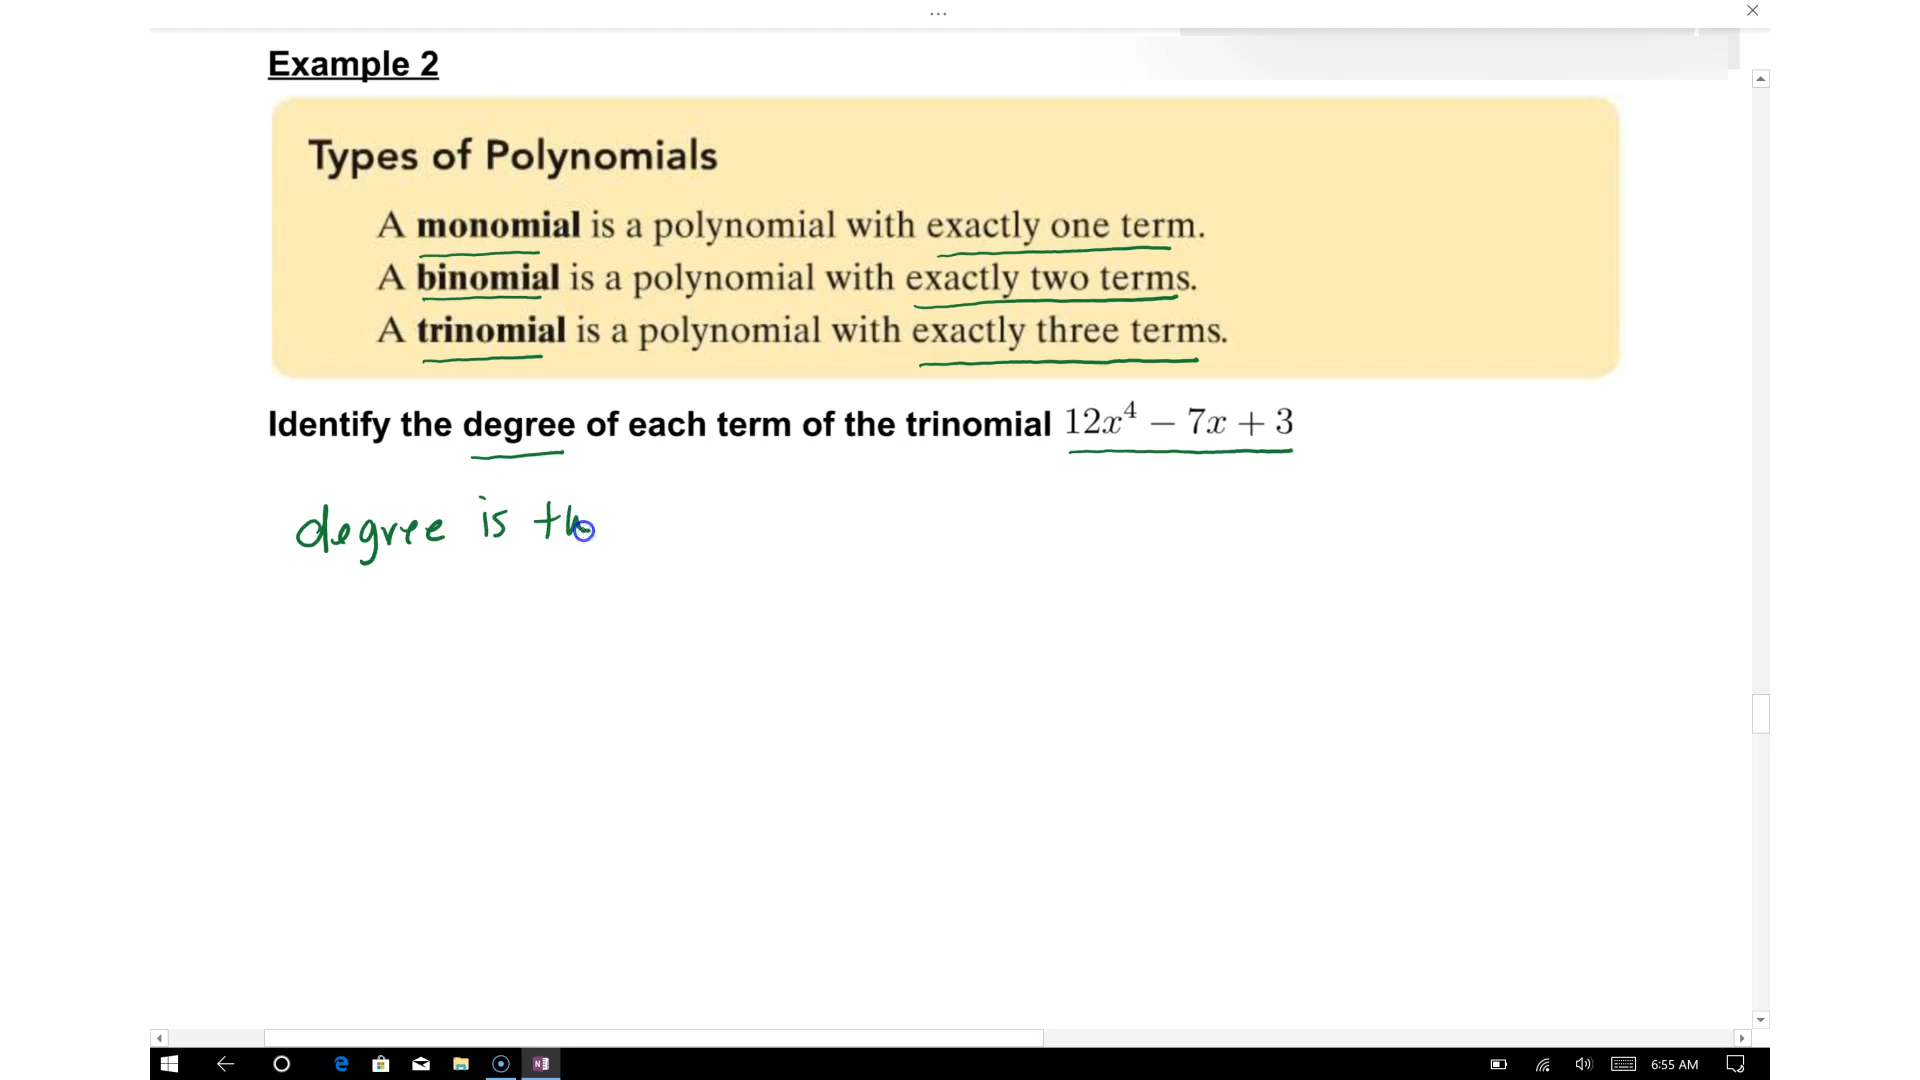 Example 2
Types of Polynomials
A monomial is a polynomial with exactly one term.
A binomial is a polynomial with exactly two terms.
A trinomial is a polynomial with exactly three terms.
Identify the degree of each term of the trinomial 12x⁴ − 7x + 3
degree is th
6:55 AM